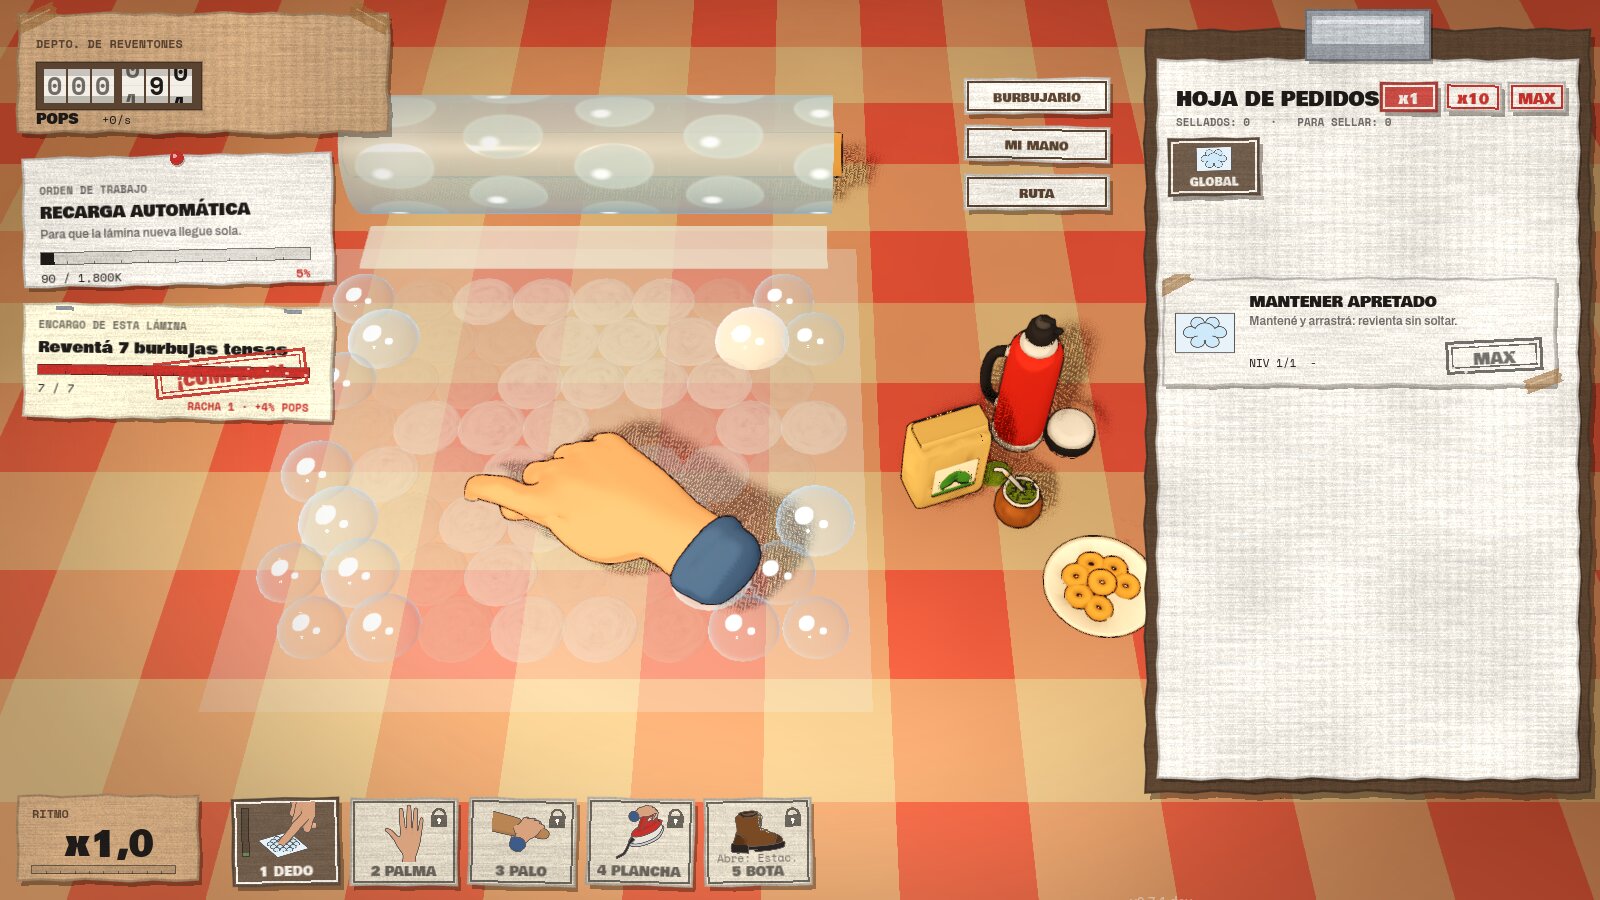 DEPTO. DE REVENTONES
POPS +0/s
ORDEN DE TRABAJO
RECARGA AUTOMÁTICA
Para que la lámina nueva llegue sola.
90 / 1.800K 5%
ENCARGO DE ESTA LÁMINA
Reventá 7 burbujas tensas
7 / 7
RACHA 1 · +4% POPS
BURBUJARIO
MI MANO
RUTA
HOJA DE PEDIDOS
x1
x10
MAX
SELLADOS: 0 · PARA SELLAR: 0
GLOBAL
MANTENER APRETADO
Mantené y arrastrá: revienta sin soltar.
NIV 1/1 -
MAX
RITMO
x1,0
1 DEDO
2 PALMA
3 PALO
4 PLANCHA
Abre: Estac.
5 BOTA